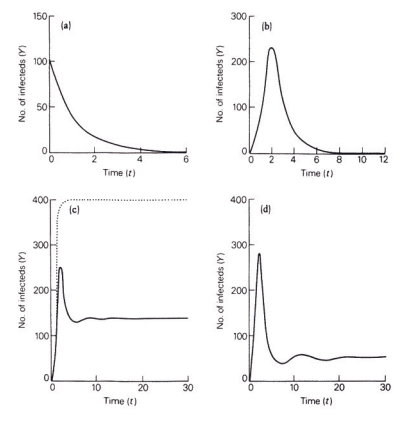 (a)
150
100
50
0
No. of infecteds (Y)
0 2 4 6
Time (t)
(b)
300
200
100
0
No. of infecteds (Y)
0 2 4 6 8 10 12
Time (t)
(c)
400
300
200
100
0
No. of infecteds (Y)
0 10 20 30
Time (t)
(d)
400
300
200
100
0
No. of infecteds (Y)
0 10 20 30
Time (t)